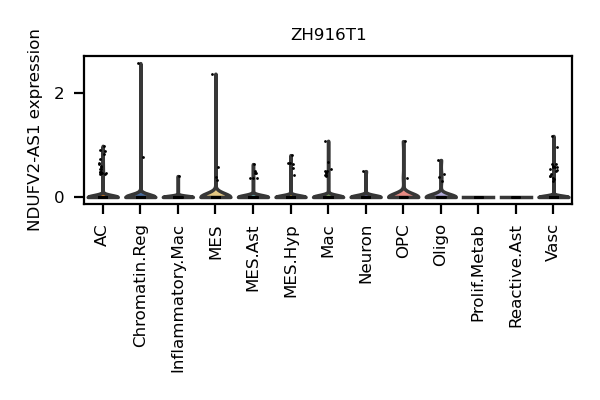 ZH916T1
NDUFV2-AS1 expression
2
0
AC
Chromatin.Reg
Inflammatory.Mac
MES
MES.Ast
MES.Hyp
Mac
Neuron
OPC
Oligo
Prolif.Metab
Reactive.Ast
Vasc